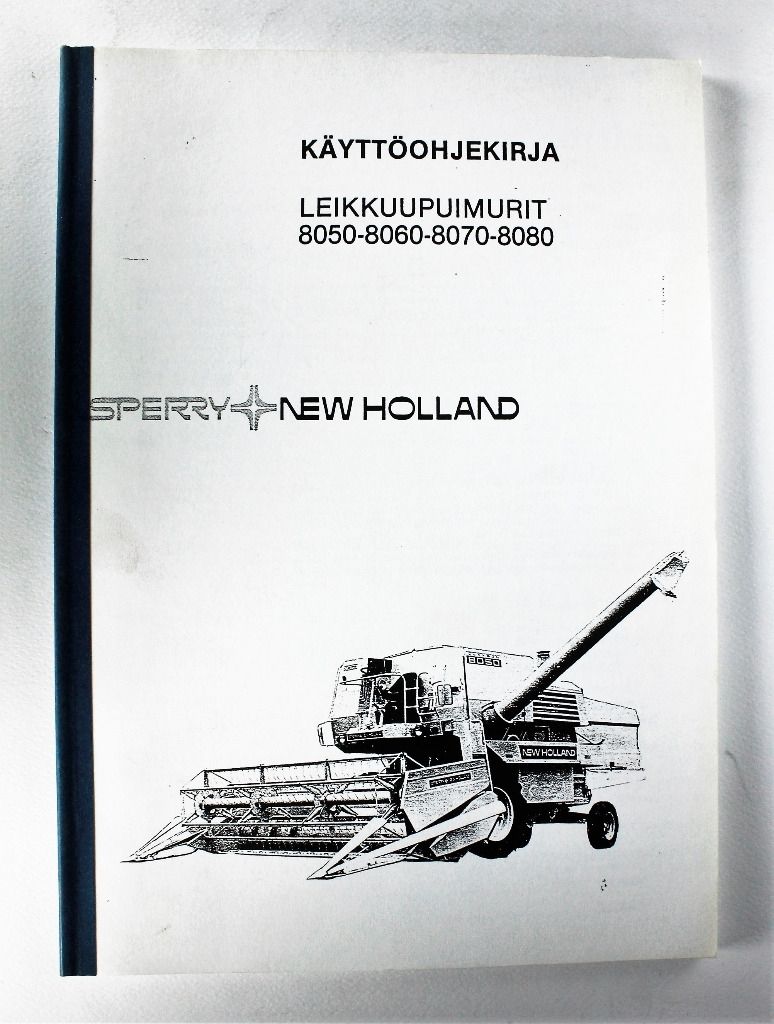 KÄYTTÖOHJEKIRJA
LEIKKUUPUIMURIT
8050-8060-8070-8080
SPERRY NEW HOLLAND
8050
NEW HOLLAND